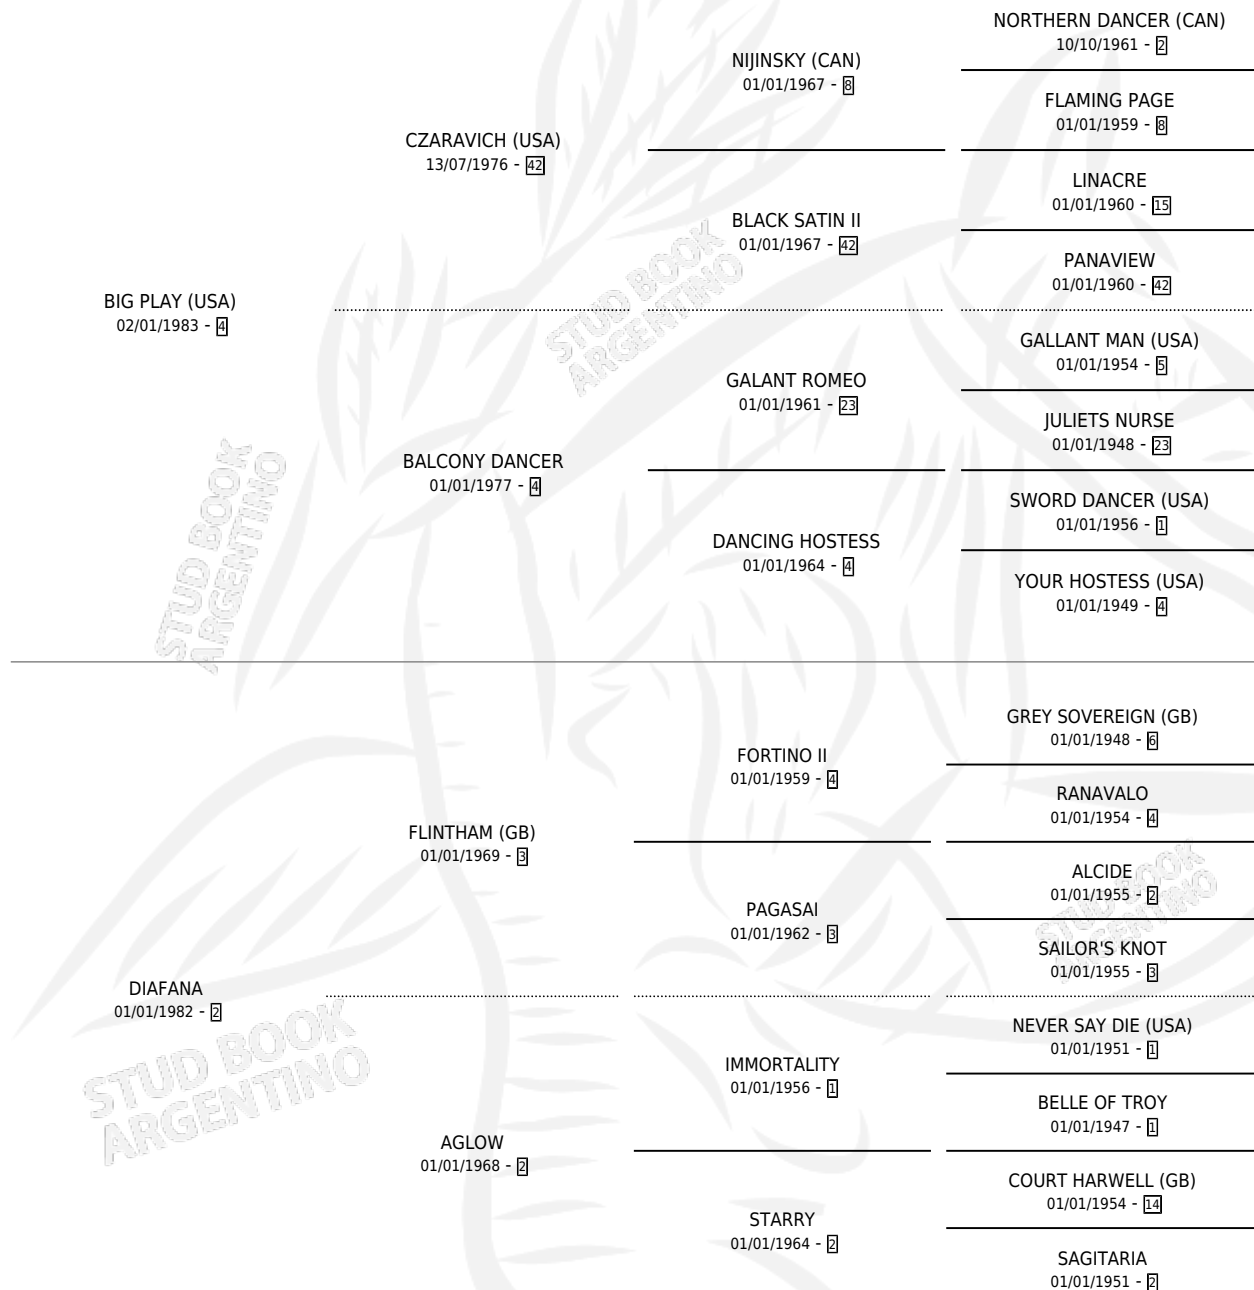 NORTHERN DANCER (CAN)
10/10/1961 - 2
NIJINSKY (CAN)
01/01/1967 - 8
FLAMING PAGE
01/01/1959 - 8
CZARAVICH (USA)
13/07/1976 - 42
LINACRE
01/01/1960 - 15
BLACK SATIN II
01/01/1967 - 42
PANAVIEW
01/01/1960 - 42
BIG PLAY (USA)
02/01/1983 - 4
GALLANT MAN (USA)
01/01/1954 - 5
GALANT ROMEO
01/01/1961 - 23
JULIETS NURSE
01/01/1948 - 23
BALCONY DANCER
01/01/1977 - 4
SWORD DANCER (USA)
01/01/1956 - 1
DANCING HOSTESS
01/01/1964 - 4
YOUR HOSTESS (USA)
01/01/1949 - 4
GREY SOVEREIGN (GB)
01/01/1948 - 6
FORTINO II
01/01/1959 - 4
RANAVALO
01/01/1954 - 4
FLINTHAM (GB)
01/01/1969 - 3
ALCIDE
01/01/1955 - 2
PAGASAI
01/01/1962 - 3
SAILOR'S KNOT
01/01/1955 - 3
DIAFANA
01/01/1982 - 2
NEVER SAY DIE (USA)
01/01/1951 - 1
IMMORTALITY
01/01/1956 - 1
BELLE OF TROY
01/01/1947 - 1
AGLOW
01/01/1968 - 2
COURT HARWELL (GB)
01/01/1954 - 14
STARRY
01/01/1964 - 2
SAGITARIA
01/01/1951 - 2
STUD BOOK
ARGENTINO
STUD BOOK
ARGENTINO
STUD BOOK
ARGENTINO
STUD BOOK
ARGENTINO